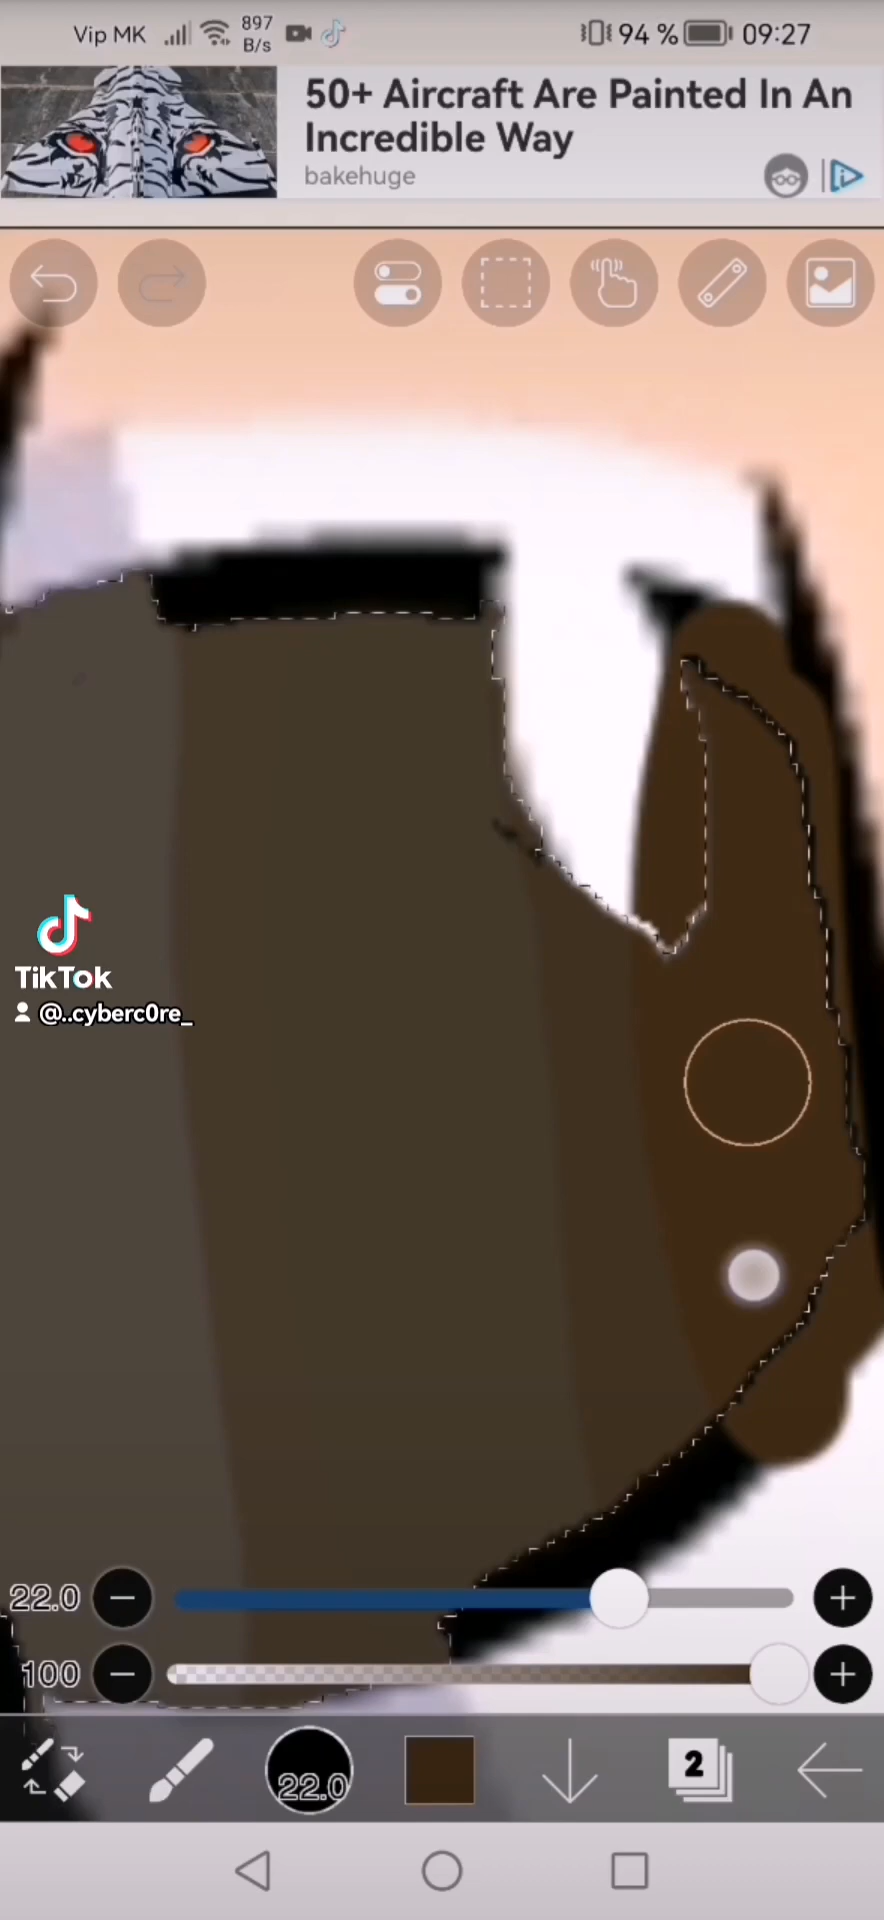 Vip MK
897
B/s
94 %
09:27
50+ Aircraft Are Painted In An
Incredible Way
bakehuge
TikTok
@..cyberc0re_
22.0
100
22.0
2